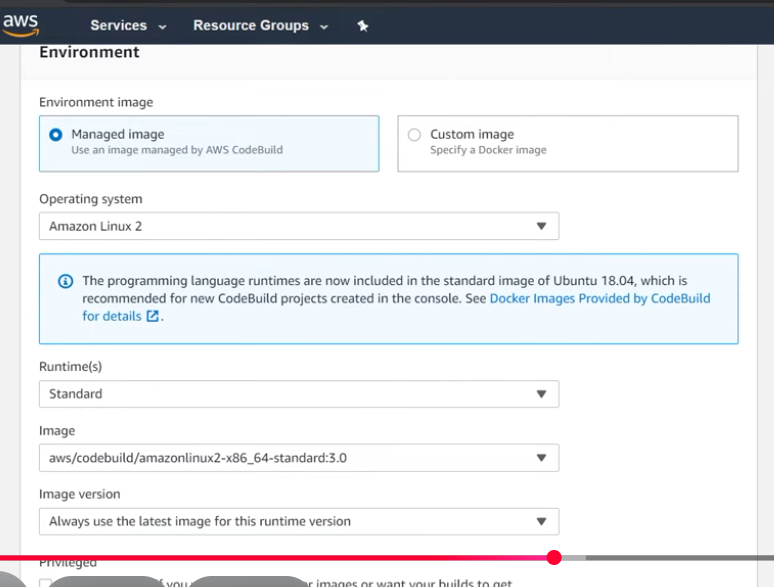 aws
Services
Resource Groups
Environment
Environment image
Managed image
Use an image managed by AWS CodeBuild
Custom image
Specify a Docker image
Operating system
Amazon Linux 2
The programming language runtimes are now included in the standard image of Ubuntu 18.04, which is
recommended for new CodeBuild projects created in the console. See Docker Images Provided by CodeBuild
for details.
Runtime(s)
Standard
Image
aws/codebuild/amazonlinux2-x86_64-standard:3.0
Image version
Always use the latest image for this runtime version
Privileged
you
images or want your builds to get